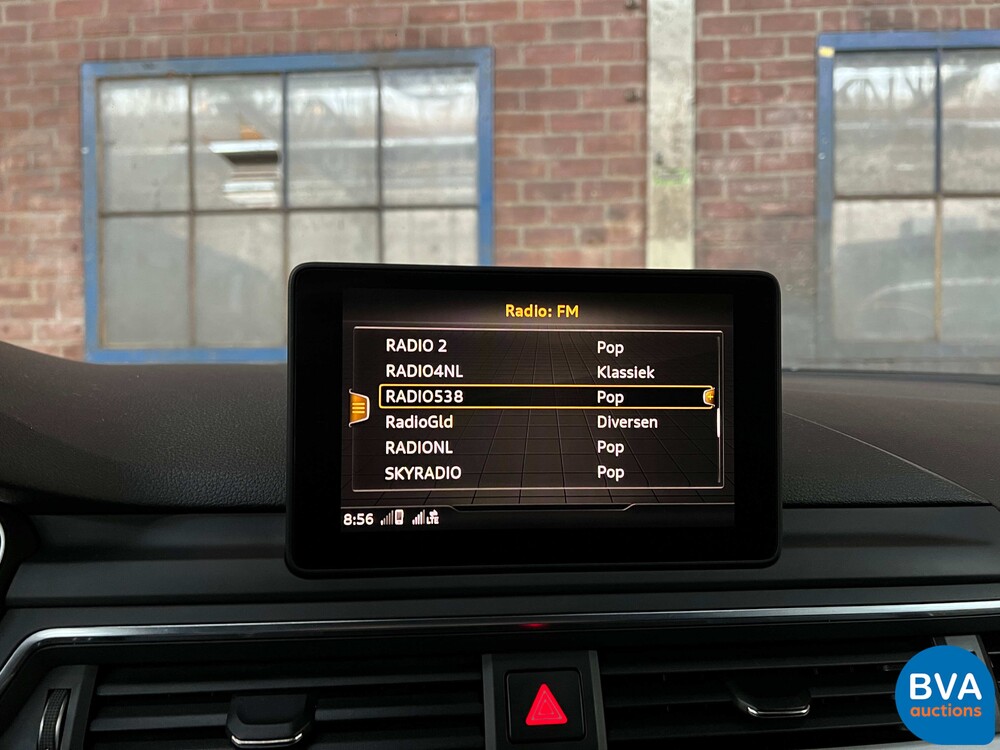 Radio: FM
RADIO 2 Pop
RADIO4NL Klassiek
RADIO538 Pop
RadioGld Diversen
RADIONL Pop
SKYRADIO Pop
8:56 LTE
BVA
auctions